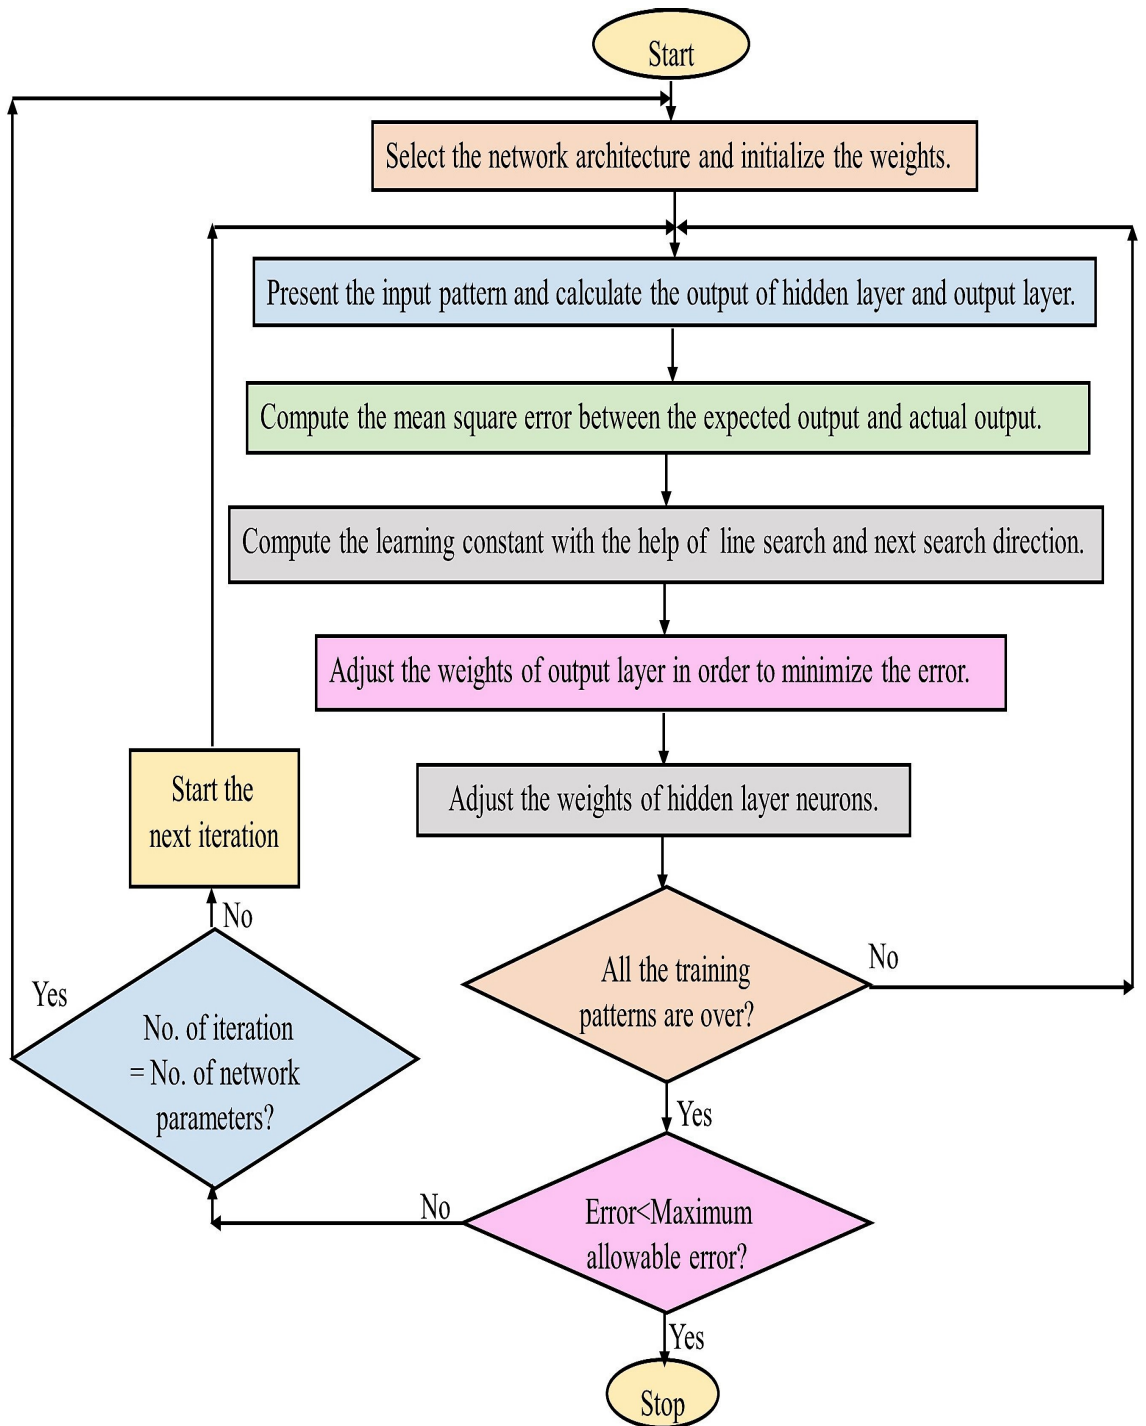 Start
Select the network architecture and initialize the weights.
Present the input pattern and calculate the output of hidden layer and output layer.
Compute the mean square error between the expected output and actual output.
Compute the learning constant with the help of line search and next search direction.
Adjust the weights of output layer in order to minimize the error.
Start the
next iteration
Adjust the weights of hidden layer neurons.
No
All the training
patterns are over?
No
Yes
No. of iteration
= No. of network
parameters?
Yes
No
Error<Maximum
allowable error?
Yes
Stop